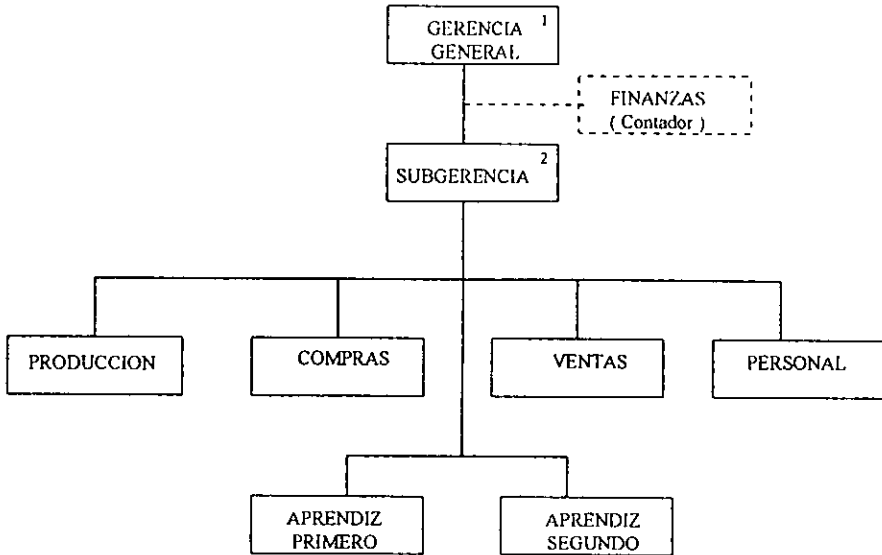 GERENCIA 1
GENERAL
FINANZAS
( Contador )
SUBGERENCIA 2
PRODUCCION
COMPRAS
VENTAS
PERSONAL
APRENDIZ
PRIMERO
APRENDIZ
SEGUNDO